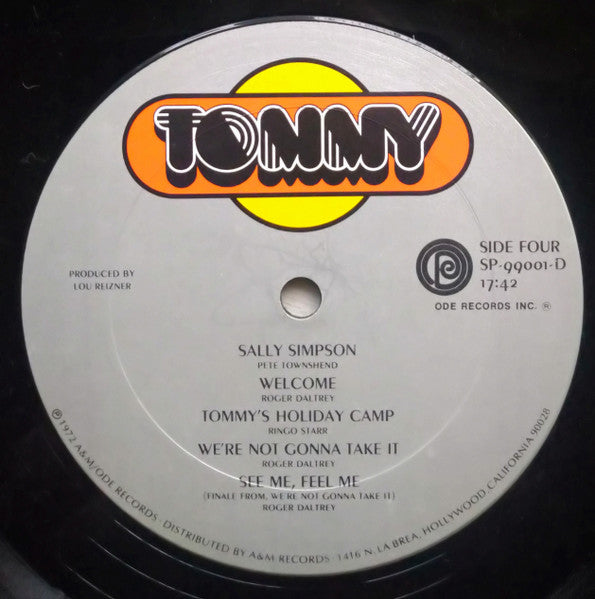 TOMMY
PRODUCED BY
LOU REIZNER
SIDE FOUR
SP-99001-D
17:42
ODE RECORDS INC. ®
SALLY SIMPSON
PETE TOWNSHEND
WELCOME
ROGER DALTREY
TOMMY'S HOLIDAY CAMP
RINGO STARR
WE'RE NOT GONNA TAKE IT
ROGER DALTREY
SEE ME, FEEL ME
(FINALE FROM, WE'RE NOT GONNA TAKE IT)
ROGER DALTREY
℗ 1972 A&M/ODE RECORDS · DISTRIBUTED BY A&M RECORDS · 1416 N. LA BREA, HOLLYWOOD, CALIFORNIA 90028